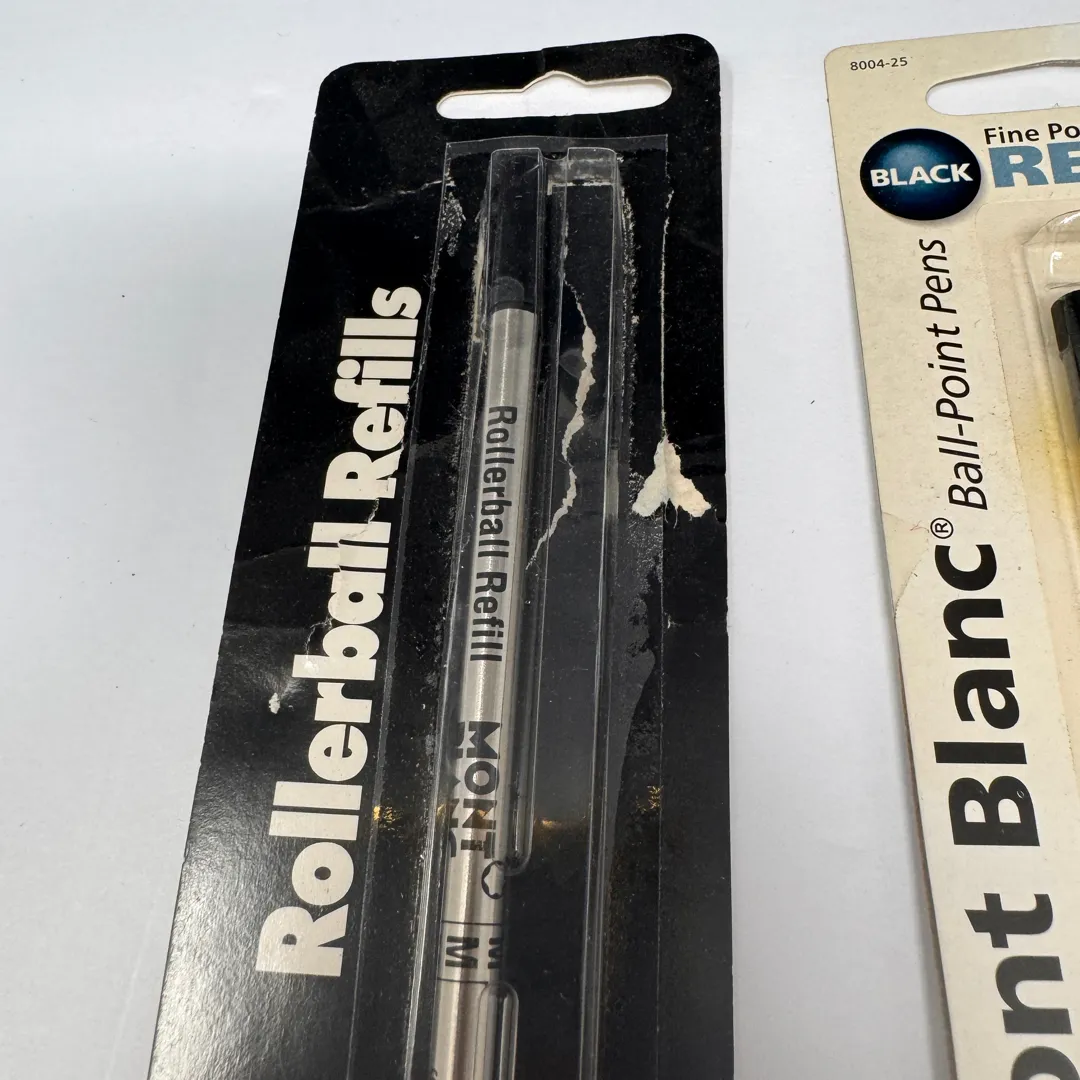 Rollerball Refills
Rollerball Refill
MONT
M
M
8004-25
BLACK
Fine Po
RE
ont Blanc® Ball-Point Pens